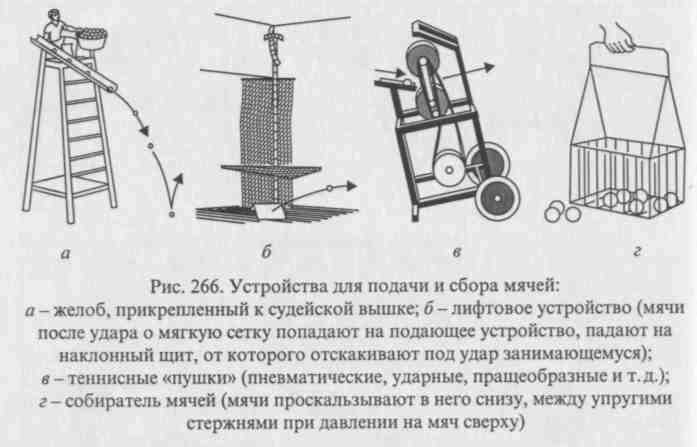 а б в г
Рис. 266. Устройства для подачи и сбора мячей:
а – желоб, прикрепленный к судейской вышке; б – лифтовое устройство (мячи
после удара о мягкую сетку попадают на подающее устройство, падают на
наклонный щит, от которого отскакивают под удар занимающемуся);
в – теннисные «пушки» (пневматические, ударные, пращеобразные и т. д.);
г – собиратель мячей (мячи проскальзывают в него снизу, между упругими
стержнями при давлении на мяч сверху)